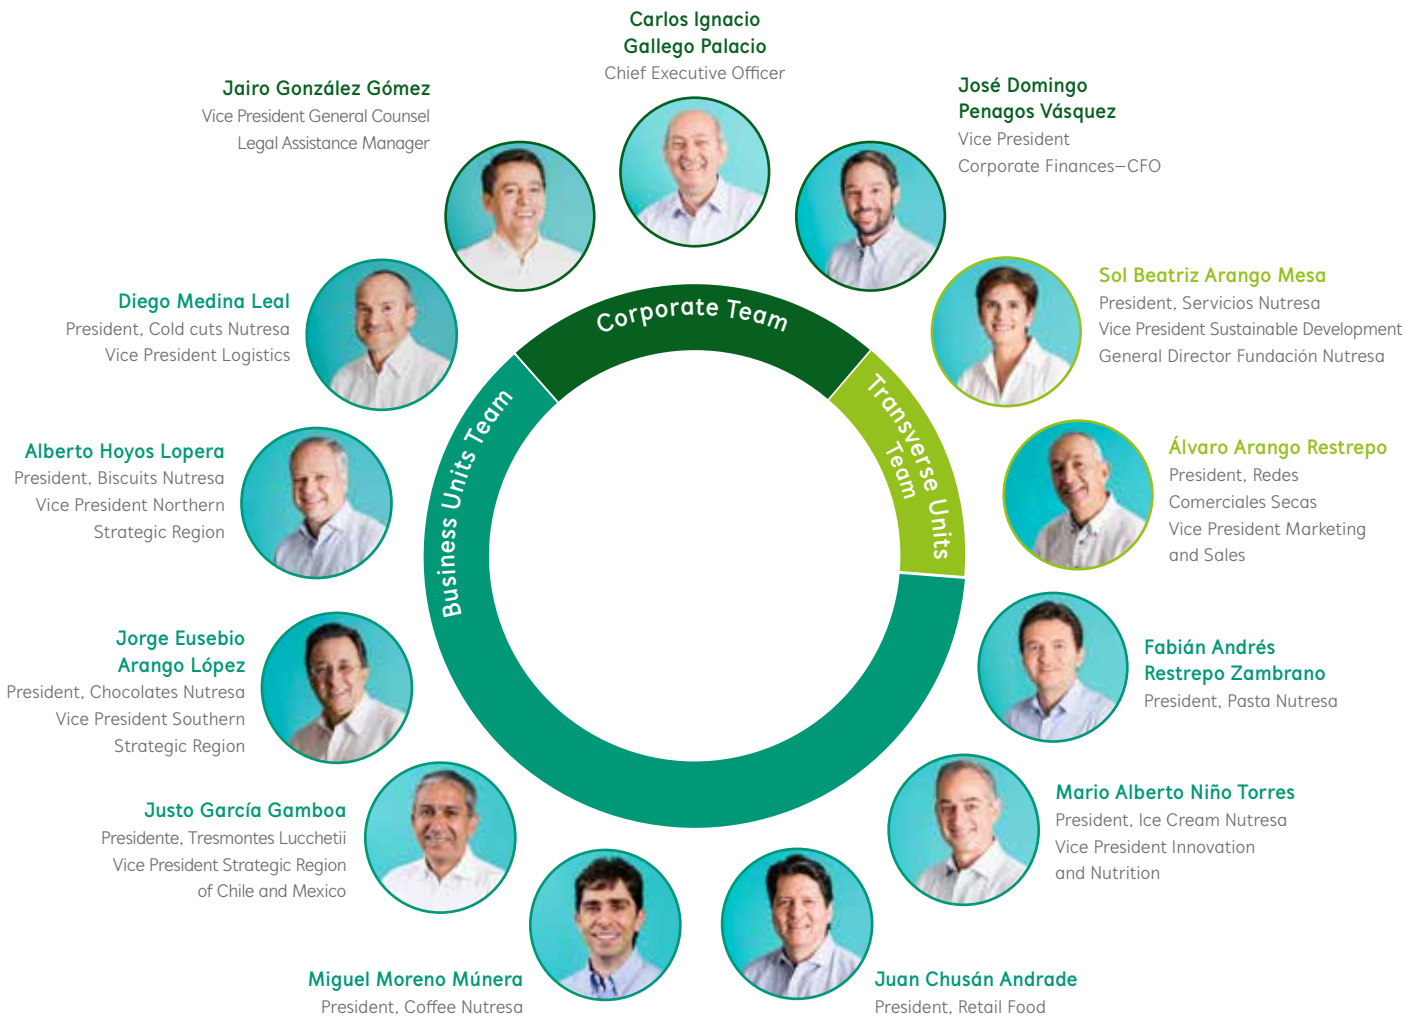 Carlos Ignacio
Gallego Palacio
Chief Executive Officer
Jairo González Gómez
Vice President General Counsel
Legal Assistance Manager
José Domingo
Penagos Vásquez
Vice President
Corporate Finances–CFO
Diego Medina Leal
President, Cold cuts Nutresa
Vice President Logistics
Sol Beatriz Arango Mesa
President, Servicios Nutresa
Vice President Sustainable Development
General Director Fundación Nutresa
Corporate Team
Transverse Units
Team
Business Units Team
Alberto Hoyos Lopera
President, Biscuits Nutresa
Vice President Northern
Strategic Region
Álvaro Arango Restrepo
President, Redes
Comerciales Secas
Vice President Marketing
and Sales
Jorge Eusebio
Arango López
President, Chocolates Nutresa
Vice President Southern
Strategic Region
Fabián Andrés
Restrepo Zambrano
President, Pasta Nutresa
Justo García Gamboa
Presidente, Tresmontes Lucchetii
Vice President Strategic Region
of Chile and Mexico
Mario Alberto Niño Torres
President, Ice Cream Nutresa
Vice President Innovation
and Nutrition
Miguel Moreno Múnera
President, Coffee Nutresa
Juan Chusán Andrade
President, Retail Food